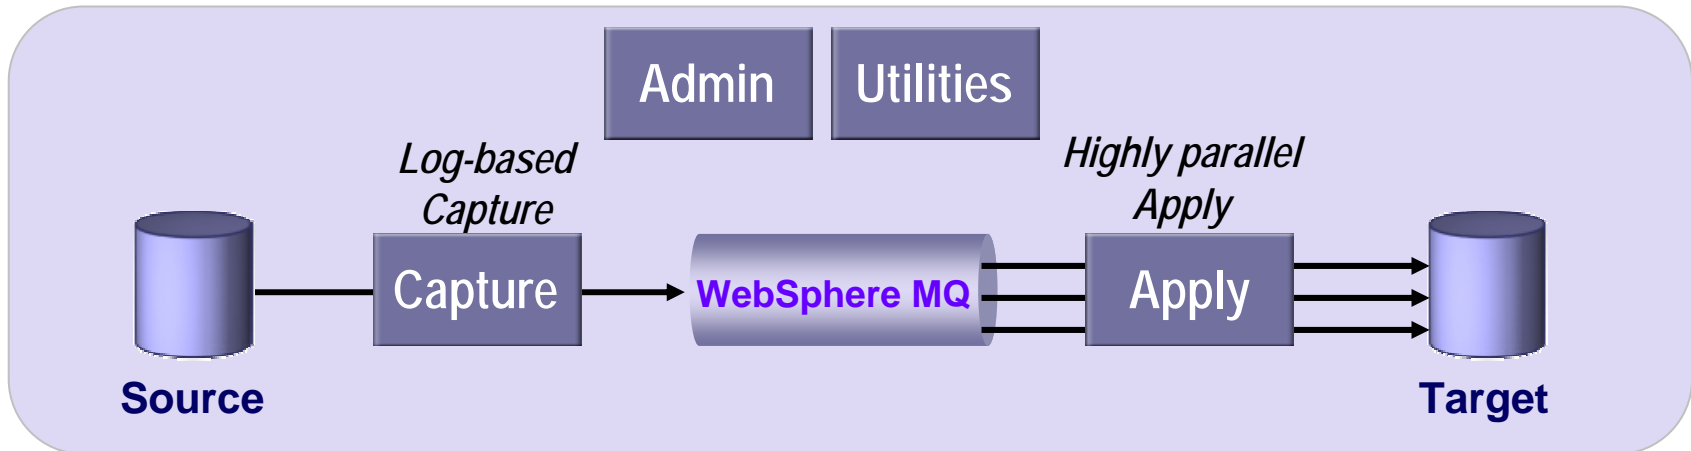 Admin
Utilities
Log-based
Capture
Highly parallel
Apply
Capture
WebSphere MQ
Apply
Source
Target